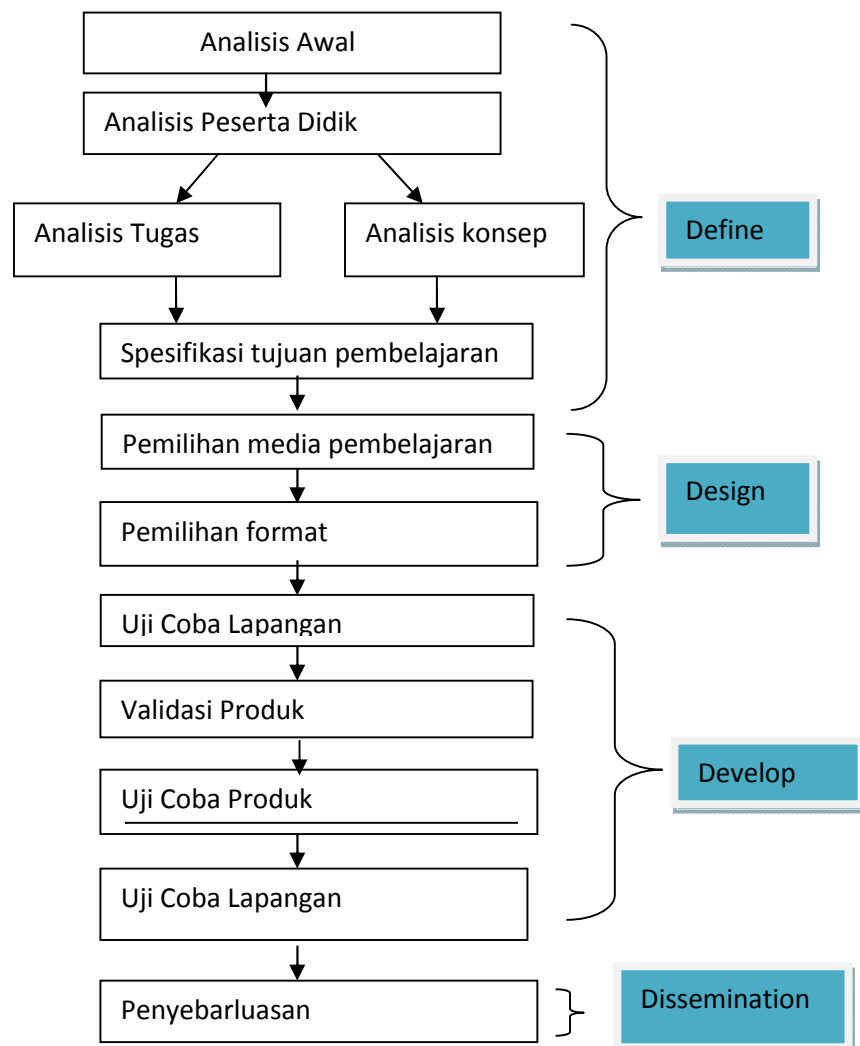 Analisis Awal
Analisis Peserta Didik
Analisis Tugas
Analisis konsep
Define
Spesifikasi tujuan pembelajaran
Pemilihan media pembelajaran
Design
Pemilihan format
Uji Coba Lapangan
Validasi Produk
Develop
Uji Coba Produk
Uji Coba Lapangan
Penyebarluasan
Dissemination